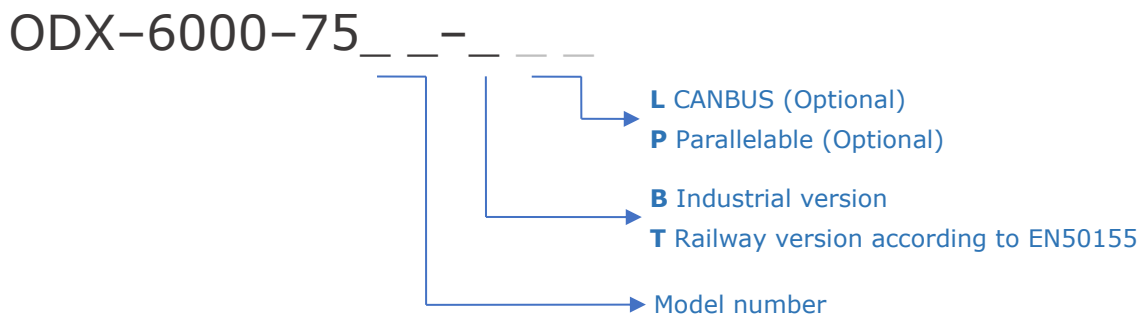 ODX–6000–75_ _–_ _ _
L CANBUS (Optional)
P Parallelable (Optional)
B Industrial version
T Railway version according to EN50155
Model number